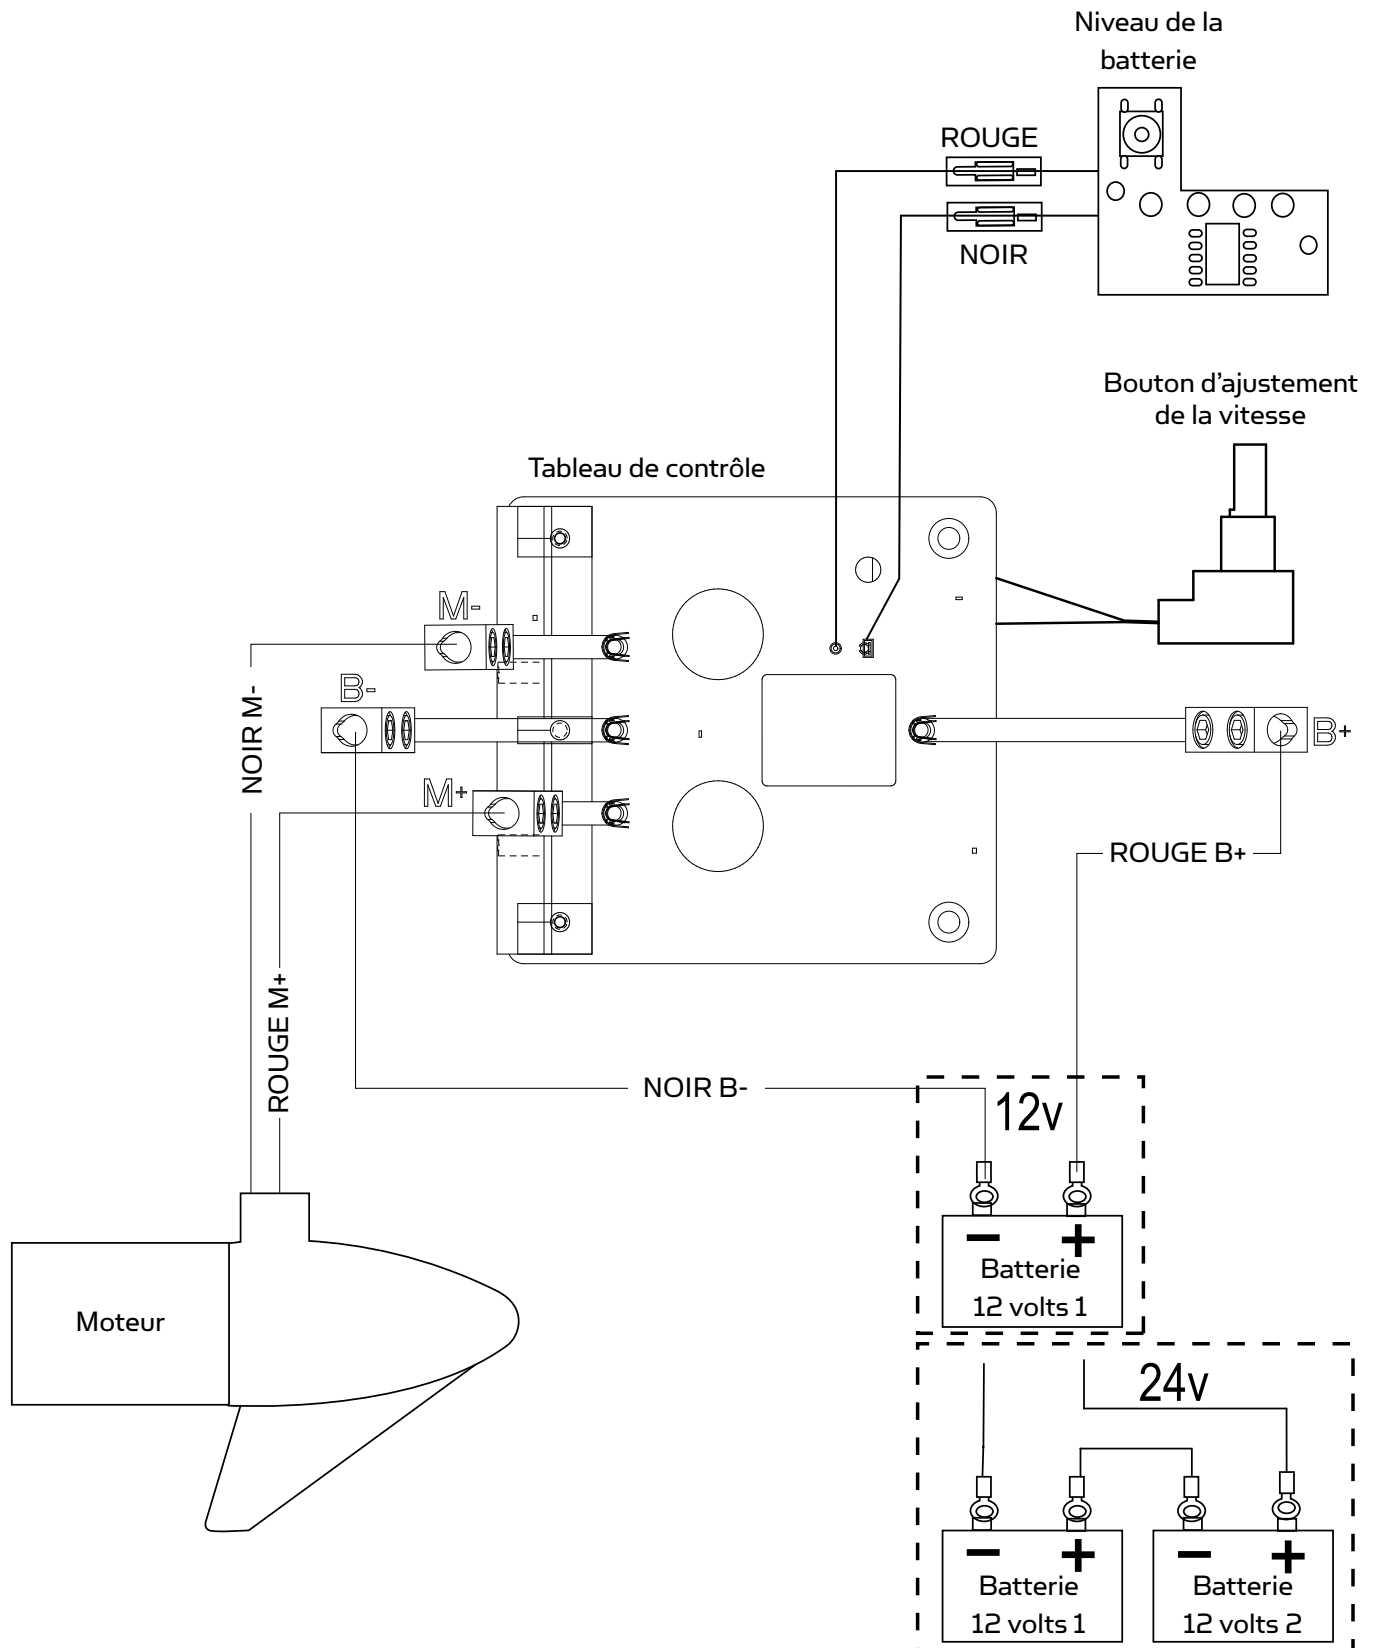 Niveau de la
batterie
ROUGE
NOIR
Bouton d'ajustement
de la vitesse
Tableau de contrôle
M-
B-
M+
B+
NOIR M-
ROUGE M+
ROUGE B+
NOIR B-
12v
Batterie
12 volts 1
Moteur
24v
Batterie
12 volts 1
Batterie
12 volts 2